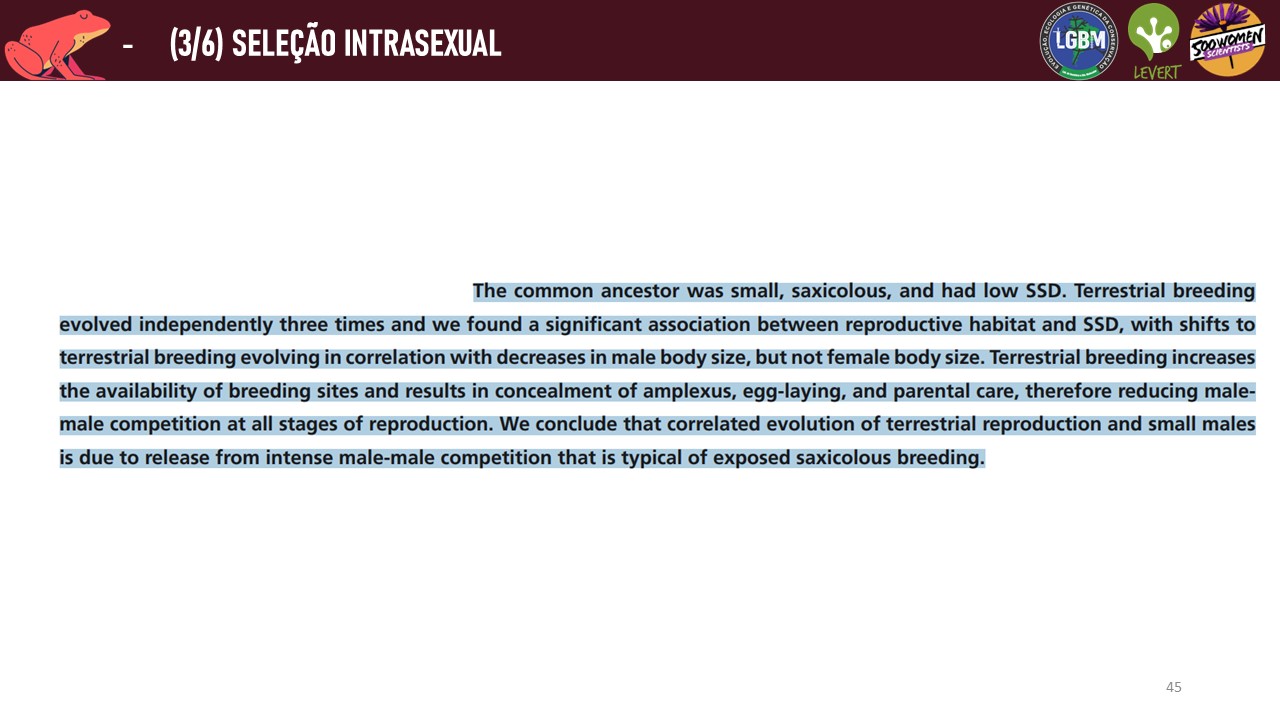 - (3/6) SELEÇÃO INTRASEXUAL
EVOLUÇÃO, ECOLOGIA E GENÉTICA DA CONSERVAÇÃO
LGBM
LEVERT
500 WOMEN
SCIENTISTS
The common ancestor was small, saxicolous, and had low SSD. Terrestrial breeding
evolved independently three times and we found a significant association between reproductive habitat and SSD, with shifts to
terrestrial breeding evolving in correlation with decreases in male body size, but not female body size. Terrestrial breeding increases
the availability of breeding sites and results in concealment of amplexus, egg-laying, and parental care, therefore reducing male-
male competition at all stages of reproduction. We conclude that correlated evolution of terrestrial reproduction and small males
is due to release from intense male-male competition that is typical of exposed saxicolous breeding.
45